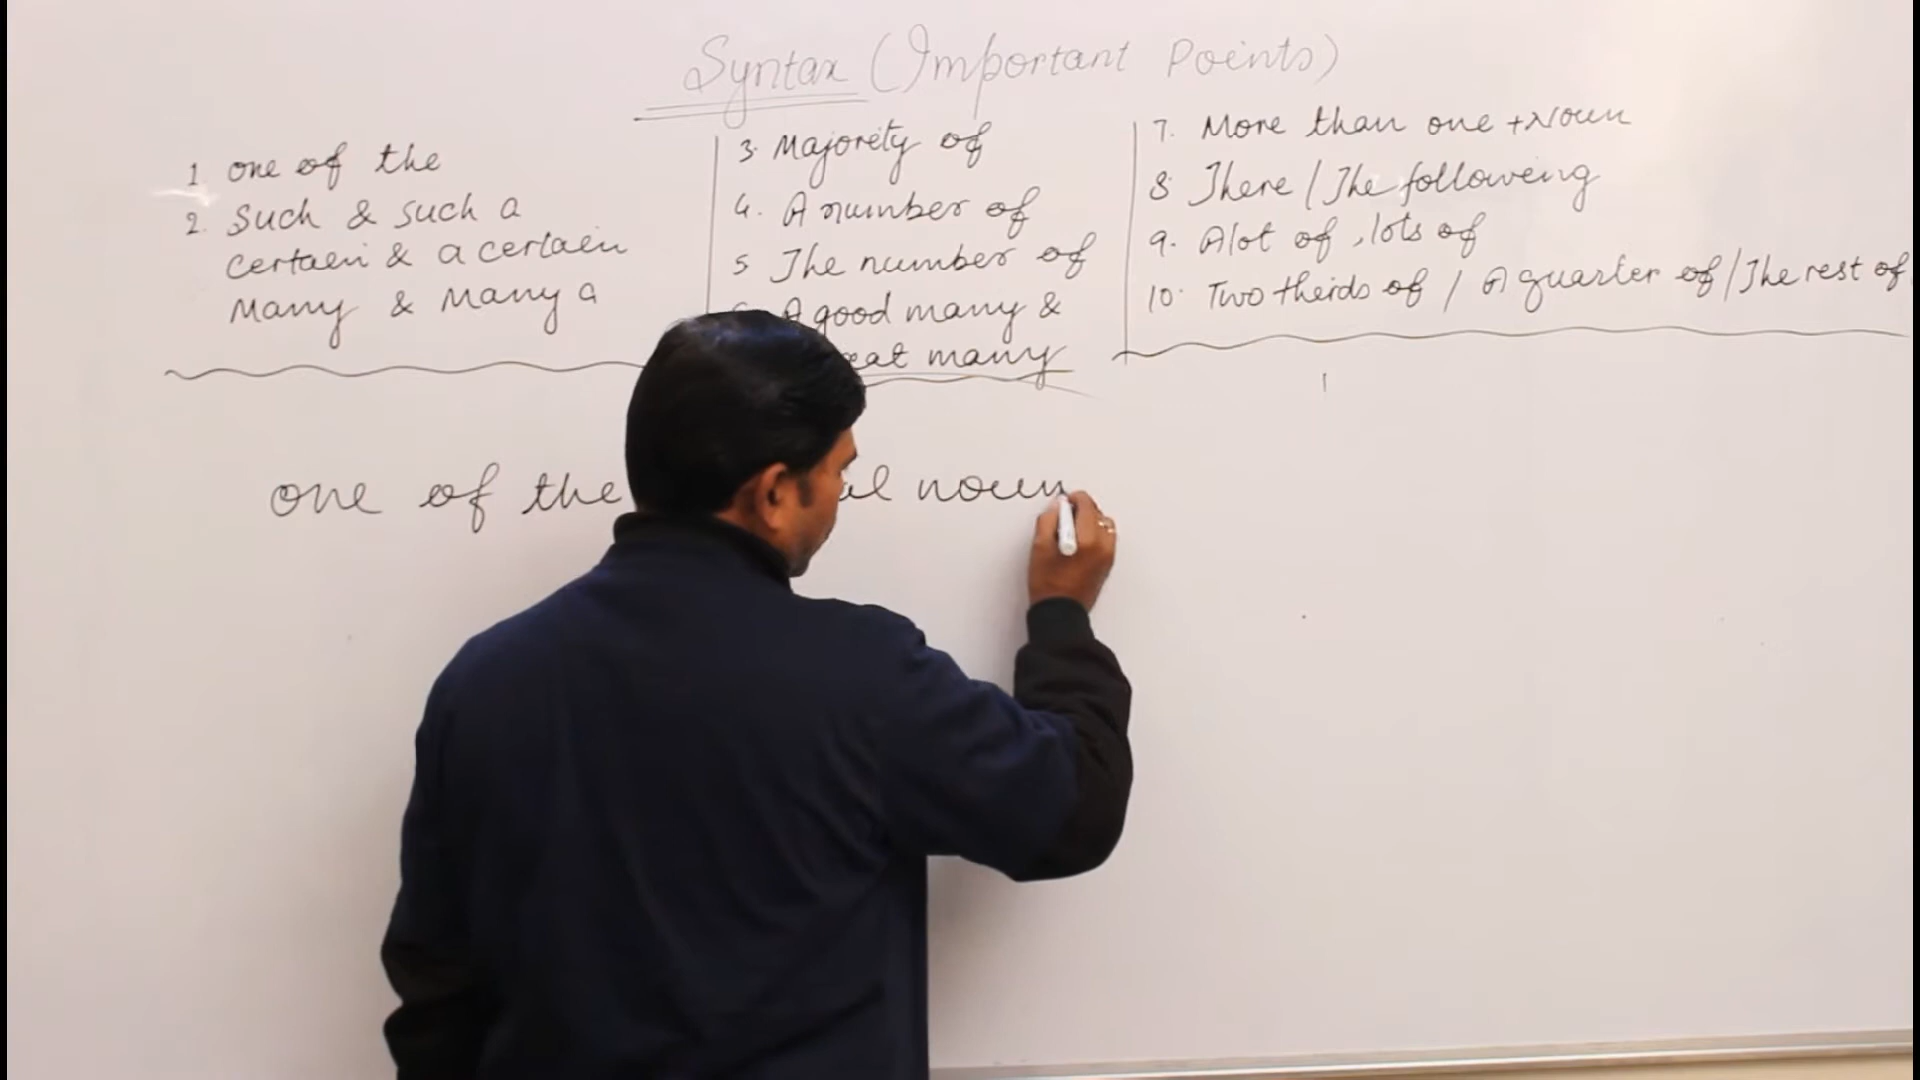 Syntax (Important Points)
1. one of the
2. Such & such a
certain & a certain
Many & Many a
3. Majority of
4. A number of
5. The number of
A good many &
many
7. More than one + Noun
8. There / The following
9. A lot of , lots of
10. Two thirds of / A quarter of / The rest of
one of the noun